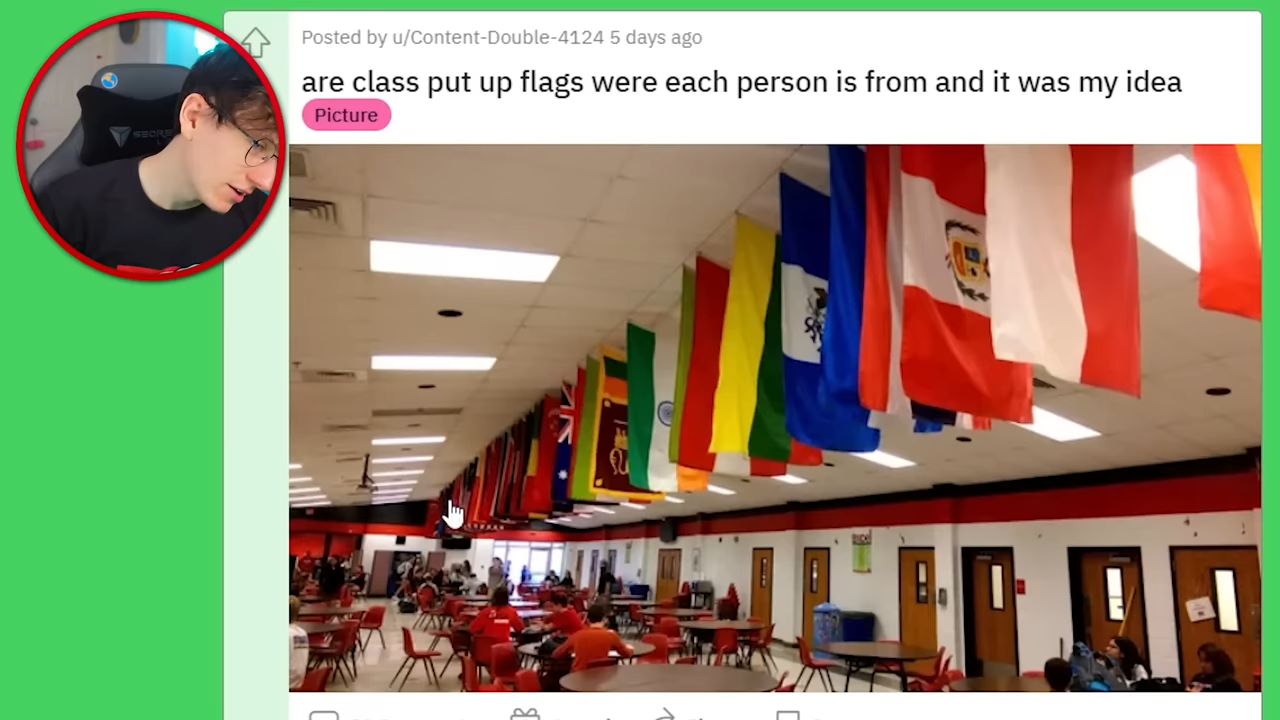 Posted by u/Content-Double-4124 5 days ago
are class put up flags were each person is from and it was my idea
Picture